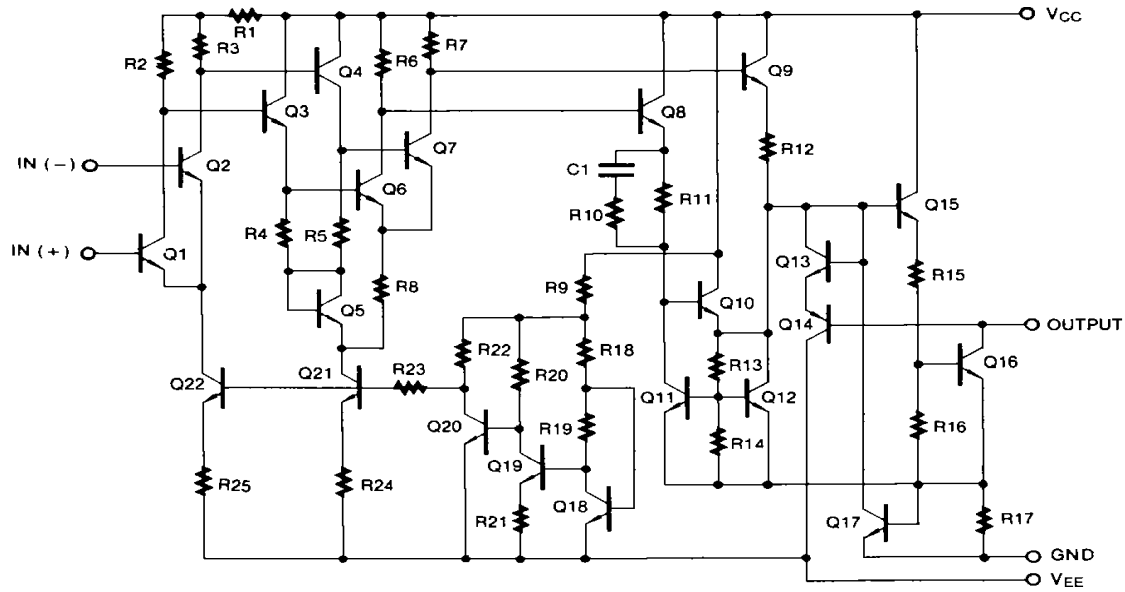 VCC
R1
R3
R2
R7
R6
Q4
Q9
Q3
Q8
R12
Q7
C1
IN (-)
Q2
Q6
R11
Q15
R10
R4
R5
IN (+)
Q1
Q13
R15
R8
R9
Q5
Q10
Q14
OUTPUT
R22
R18
Q16
R23
R20
R13
Q22
Q21
Q11
Q12
Q20
R19
R16
R14
Q19
R25
R24
Q18
R21
Q17
R17
GND
VEE